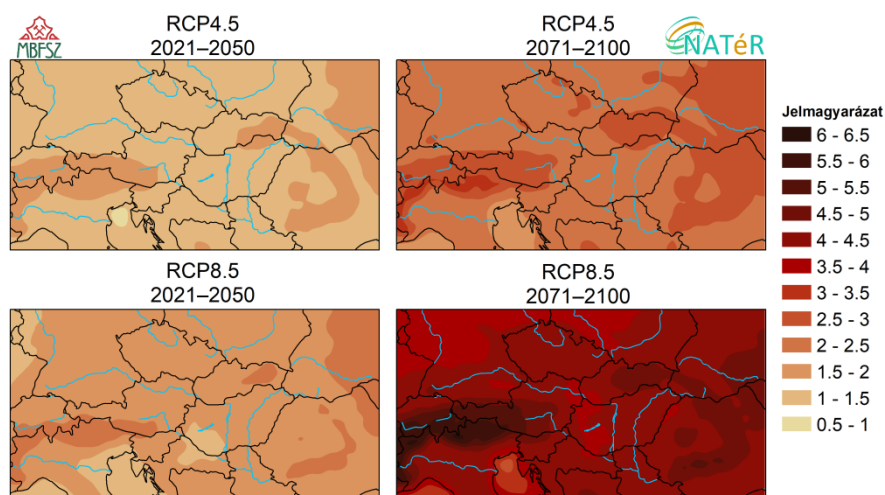 MBFSZ
RCP4.5
2021–2050
RCP4.5
2071–2100
NATéR
RCP8.5
2021–2050
RCP8.5
2071–2100
Jelmagyarázat
6 - 6.5
5.5 - 6
5 - 5.5
4.5 - 5
4 - 4.5
3.5 - 4
3 - 3.5
2.5 - 3
2 - 2.5
1.5 - 2
1 - 1.5
0.5 - 1